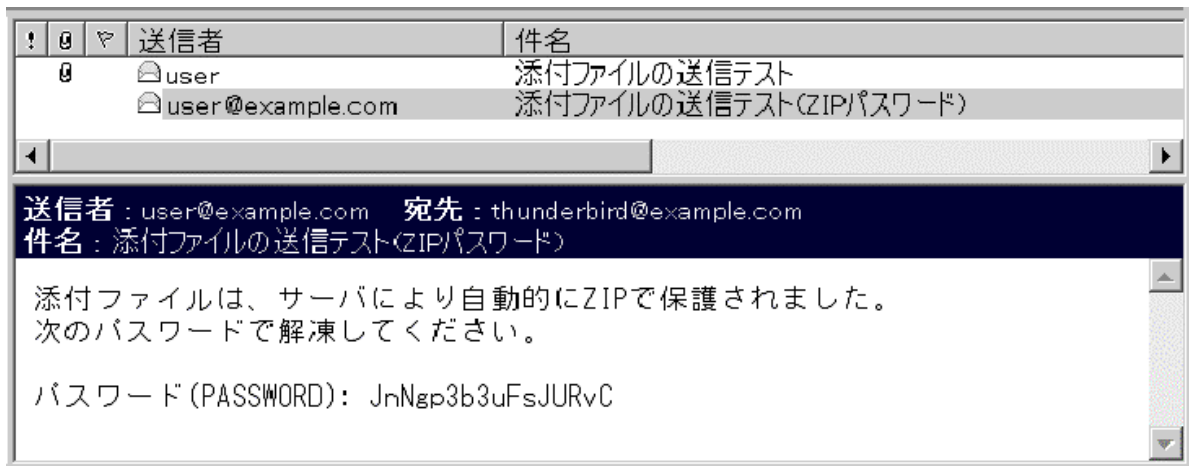 ! 送信者 件名
user 添付ファイルの送信テスト
user@example.com 添付ファイルの送信テスト(ZIPパスワード)
送信者:user@example.com 宛先:thunderbird@example.com
件名:添付ファイルの送信テスト(ZIPパスワード)
添付ファイルは、サーバにより自動的にZIPで保護されました。
次のパスワードで解凍してください。
パスワード(PASSWORD): JnNgp3b3uFsJURvC